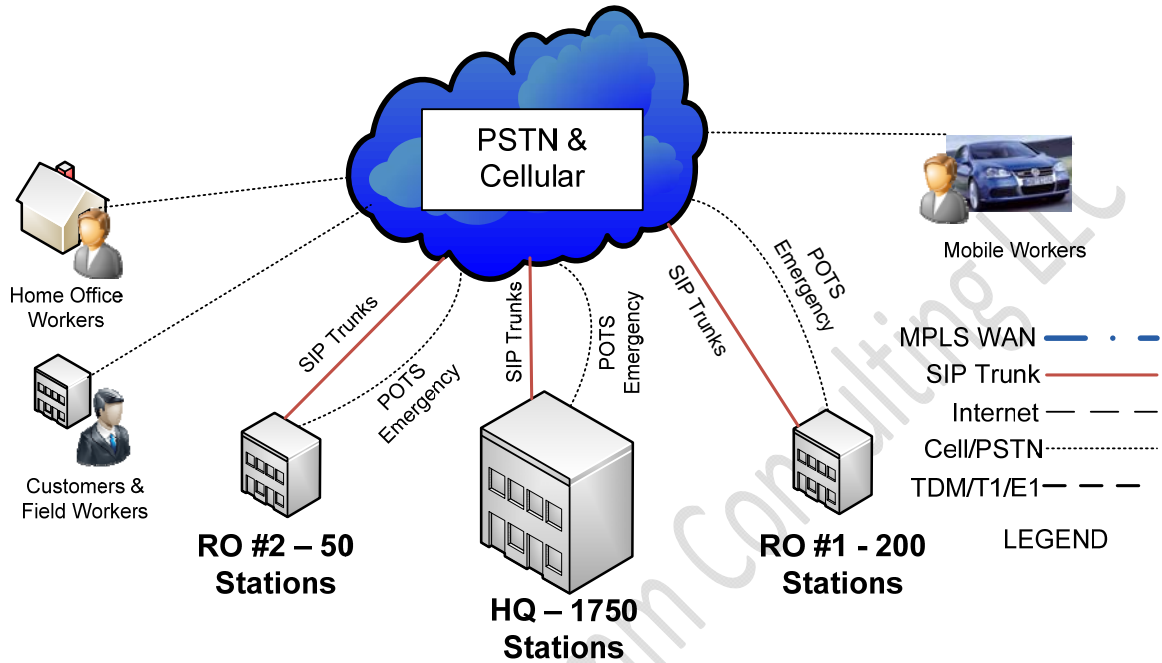 PSTN &
Cellular
Home Office
Workers
Customers &
Field Workers
Mobile Workers
SIP Trunks
POTS
Emergency
SIP Trunks
POTS
Emergency
SIP Trunks
POTS
Emergency
RO #2 – 50
Stations
HQ – 1750
Stations
RO #1 - 200
Stations
MPLS WAN
SIP Trunk
Internet
Cell/PSTN
TDM/T1/E1
LEGEND
Consulting LLC